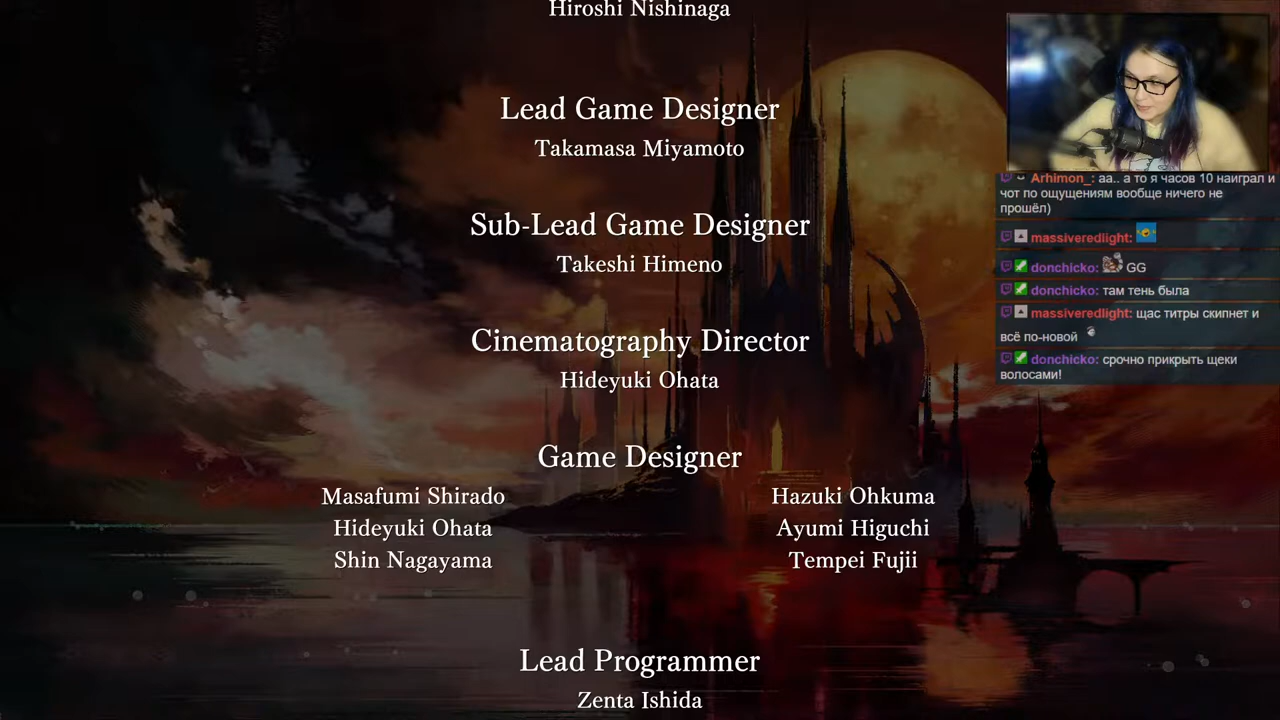 Hiroshi Nishinaga
Lead Game Designer
Takamasa Miyamoto
Sub-Lead Game Designer
Takeshi Himeno
Cinematography Director
Hideyuki Ohata
Game Designer
Masafumi Shirado
Hazuki Ohkuma
Hideyuki Ohata
Ayumi Higuchi
Shin Nagayama
Tempei Fujii
Lead Programmer
Zenta Ishida
Arhimon_: аа.. а то я часов 10 наиграл и
чот по ощущениям вообще ничего не
прошёл)
massiveredlight:
donchicko: GG
donchicko: там тень была
massiveredlight: щас титры скипнет и
всё по-новой
donchicko: срочно прикрыть щеки
волосами!